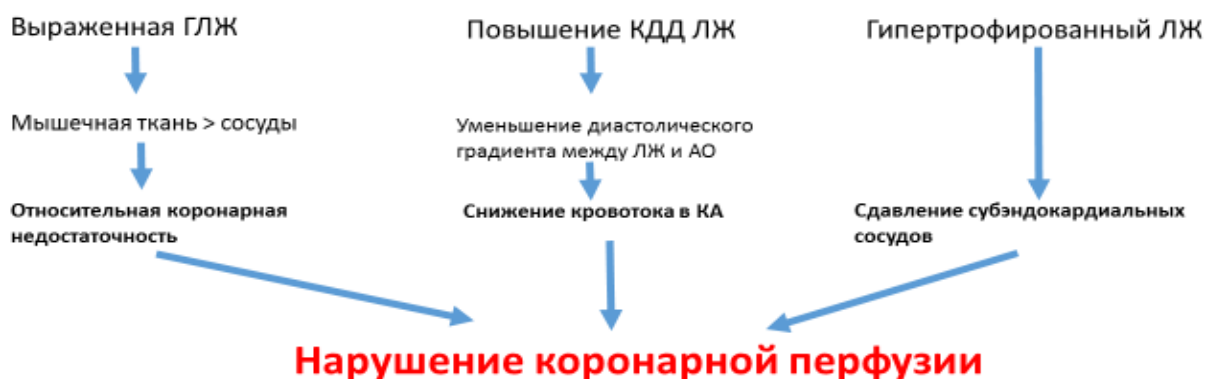 Выраженная ГЛЖ
Повышение КДД ЛЖ
Гипертрофированный ЛЖ
Мышечная ткань > сосуды
Уменьшение диастолического
градиента между ЛЖ и АО
Относительная коронарная
недостаточность
Снижение кровотока в КА
Сдавление субэндокардиальных
сосудов
Нарушение коронарной перфузии